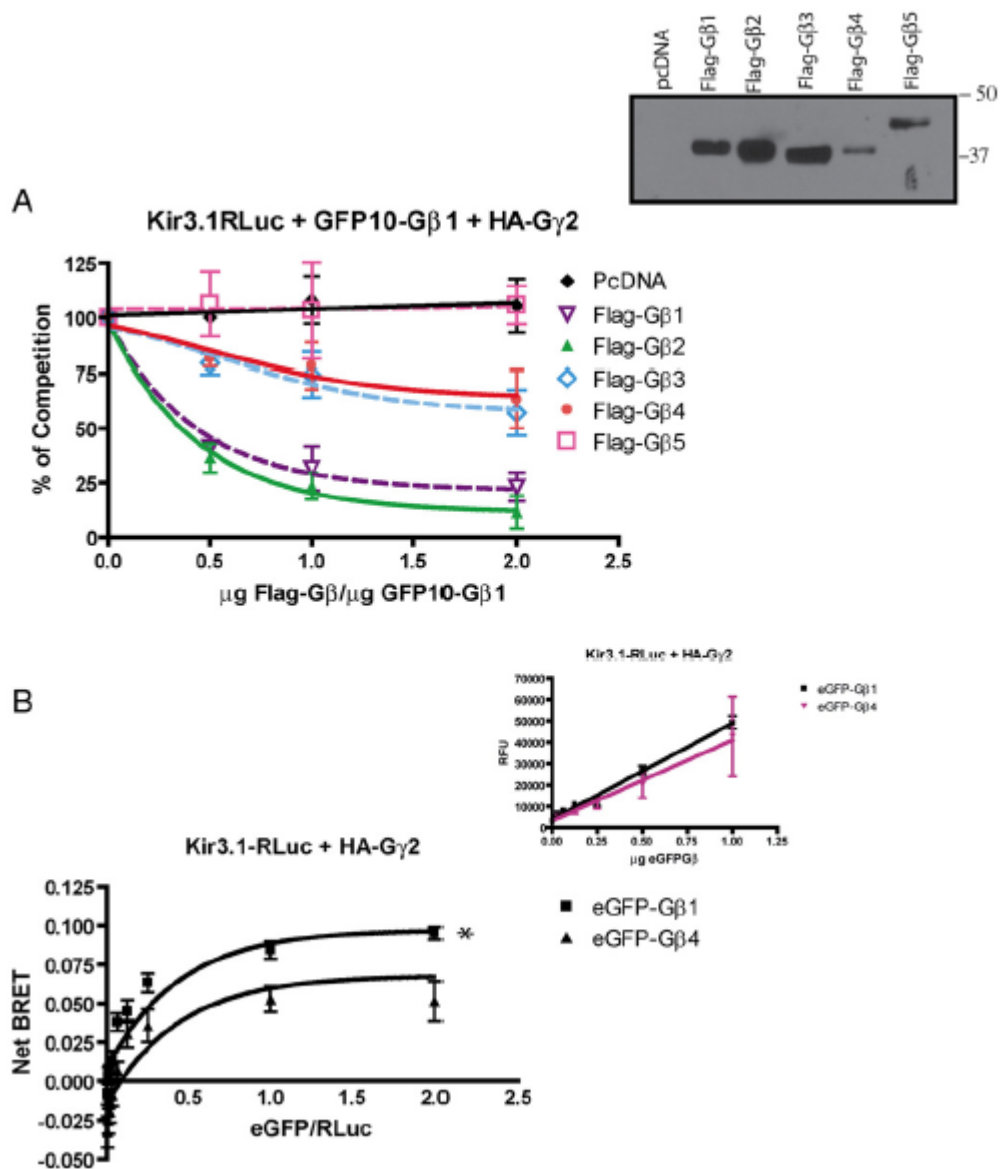 pcDNA
Flag-Gβ1
Flag-Gβ2
Flag-Gβ3
Flag-Gβ4
Flag-Gβ5
50
37
A
Kir3.1RLuc + GFP10-Gβ1 + HA-Gγ2
% of Competition
125
100
75
50
25
0
0.0 0.5 1.0 1.5 2.0 2.5
μg Flag-Gβ/μg GFP10-Gβ1
PcDNA
Flag-Gβ1
Flag-Gβ2
Flag-Gβ3
Flag-Gβ4
Flag-Gβ5
B
Kir3.1-RLuc + HA-Gγ2
RFU
70000
60000
50000
40000
30000
20000
10000
0
0.00 0.25 0.50 0.75 1.00 1.25
μg eGFPGβ
eGFP-Gβ1
eGFP-Gβ4
Kir3.1-RLuc + HA-Gγ2
Net BRET
0.125
0.100
0.075
0.050
0.025
0.000
-0.025
-0.050
0.5 1.0 1.5 2.0 2.5
eGFP/RLuc
*
eGFP-Gβ1
eGFP-Gβ4